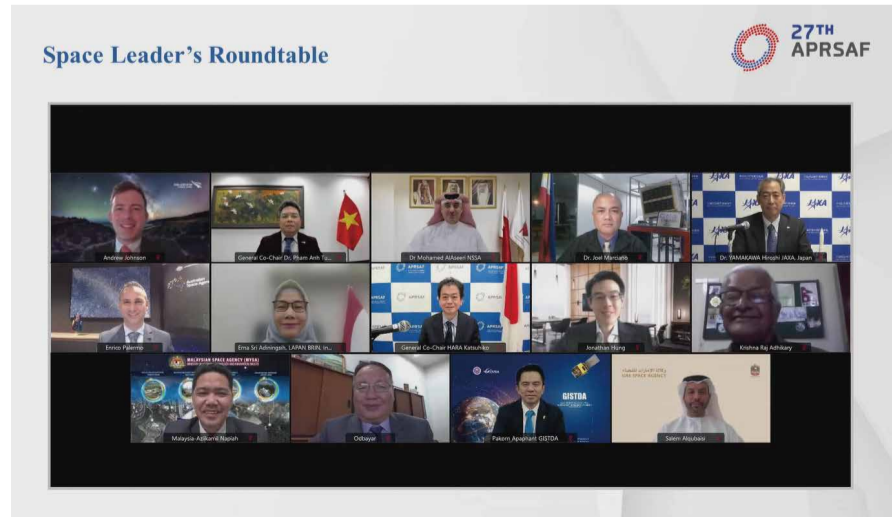 Space Leader’s Roundtable
27TH
APRSAF
Andrew Johnson
General Co-Chair Dr. Pham Anh Tu...
Dr Mohamed AlAseeri NSSA
Dr. Joel Marciano
JAXA
JAXA
Dr. YAMAKAWA Hiroshi JAXA, Japan
Enrico Palermo
Erna Sri Adiningsih, LAPAN BRIN, In...
APRSAF
General Co-Chair HARA Katsuhiko
Jonathan Hung
Krishna Raj Adhikary
MALAYSIAN SPACE AGENCY (MYSA)
Malaysia-Azlikamil Napiah
Odbayar
GISTDA
Pakorn Apaphant GISTDA
UAE SPACE AGENCY
Salem Alqubaisi